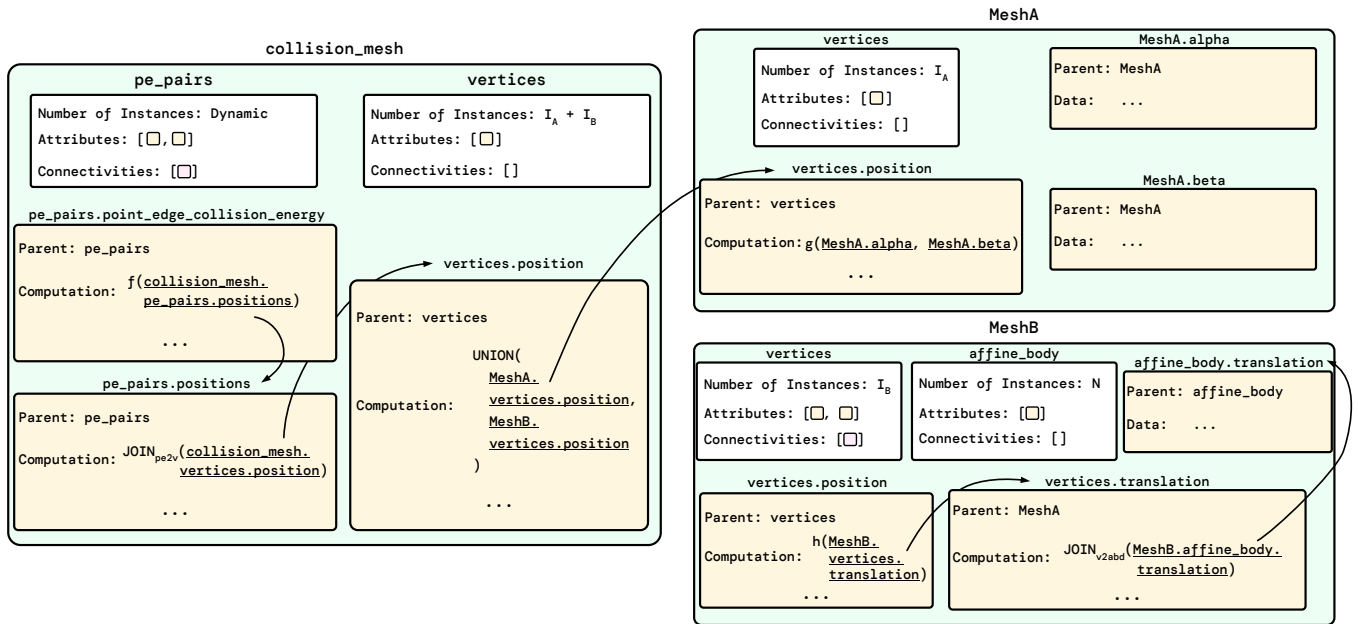 collision_mesh
pe_pairs
Number of Instances: Dynamic
Attributes: [ , ]
Connectivities: [ ]
vertices
Number of Instances: I_A + I_B
Attributes: [ ]
Connectivities: []
pe_pairs.point_edge_collision_energy
Parent: pe_pairs
Computation: ƒ(collision_mesh.
pe_pairs.positions)
...
pe_pairs.positions
Parent: pe_pairs
Computation: JOIN_pe2v(collision_mesh.
vertices.position)
...
vertices.position
Parent: vertices
Computation:
UNION(
MeshA.
vertices.position,
MeshB.
vertices.position
)
...
MeshA
vertices
Number of Instances: I_A
Attributes: [ ]
Connectivities: []
MeshA.alpha
Parent: MeshA
Data: ...
vertices.position
Parent: vertices
Computation: g(MeshA.alpha, MeshA.beta)
...
MeshA.beta
Parent: MeshA
Data: ...
MeshB
vertices
Number of Instances: I_B
Attributes: [ , ]
Connectivities: [ ]
affine_body
Number of Instances: N
Attributes: [ ]
Connectivities: []
affine_body.translation
Parent: affine_body
Data: ...
vertices.position
Parent: vertices
Computation: h(MeshB.
vertices.
translation)
...
vertices.translation
Parent: MeshA
Computation: JOIN_v2abd(MeshB.affine_body.
translation)
...